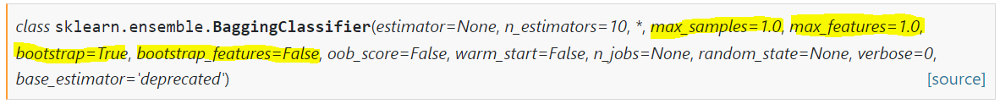 class sklearn.ensemble.BaggingClassifier(estimator=None, n_estimators=10, *, max_samples=1.0, max_features=1.0,
bootstrap=True, bootstrap_features=False, oob_score=False, warm_start=False, n_jobs=None, random_state=None, verbose=0,
base_estimator='deprecated') [source]